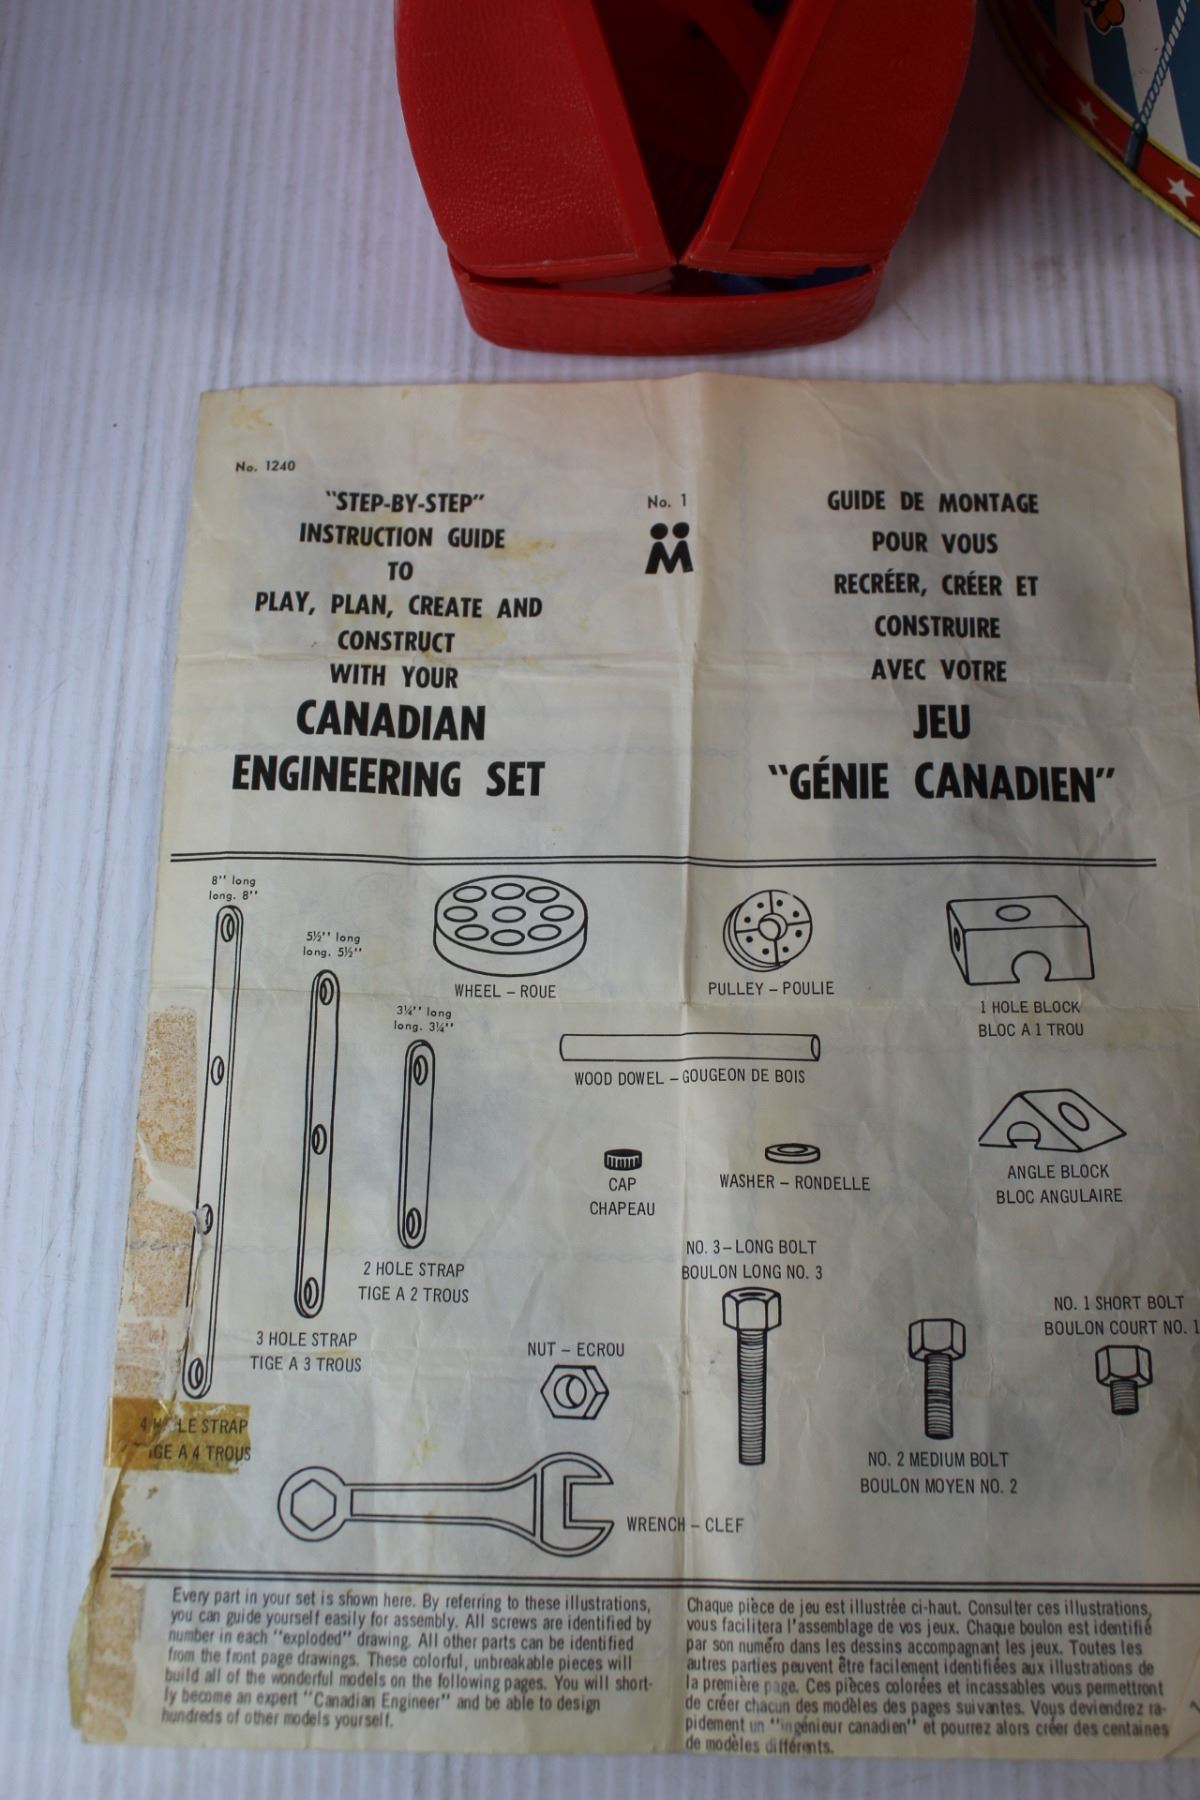 No. 1240
"STEP-BY-STEP"
INSTRUCTION GUIDE
TO
PLAY, PLAN, CREATE AND
CONSTRUCT
WITH YOUR
CANADIAN
ENGINEERING SET
No. 1
M
GUIDE DE MONTAGE
POUR VOUS
RECRÉER, CRÉER ET
CONSTRUIRE
AVEC VOTRE
JEU
"GÉNIE CANADIEN"
8'' long
long. 8''
5½'' long
long. 5½''
3¼'' long
long. 3¼''
WHEEL – ROUE
PULLEY – POULIE
1 HOLE BLOCK
BLOC A 1 TROU
WOOD DOWEL – GOUGEON DE BOIS
CAP
CHAPEAU
WASHER – RONDELLE
ANGLE BLOCK
BLOC ANGULAIRE
2 HOLE STRAP
TIGE A 2 TROUS
NO. 3 – LONG BOLT
BOULON LONG NO. 3
NO. 1 SHORT BOLT
BOULON COURT NO. 1
3 HOLE STRAP
TIGE A 3 TROUS
NUT – ECROU
4 HOLE STRAP
TIGE A 4 TROUS
NO. 2 MEDIUM BOLT
BOULON MOYEN NO. 2
WRENCH – CLEF
Every part in your set is shown here. By referring to these illustrations,
you can guide yourself easily for assembly. All screws are identified by
number in each "exploded" drawing. All other parts can be identified
from the front page drawings. These colorful, unbreakable pieces will
build all of the wonderful models on the following pages. You will short-
ly become an expert "Canadian Engineer" and be able to design
hundreds of other models yourself.
Chaque pièce de jeu est illustrée ci-haut. Consulter ces illustrations,
vous facilitera l'assemblage de vos jeux. Chaque boulon est identifié
par son numéro dans les dessins accompagnant les jeux. Toutes les
autres parties peuvent être facilement identifiées aux illustrations de
la première page. Ces pièces colorées et incassables vous permettront
de créer chacun des modèles des pages suivantes. Vous deviendrez ra-
pidement un "ingénieur canadien" et pourrez alors créer des centaines
de modèles différents.